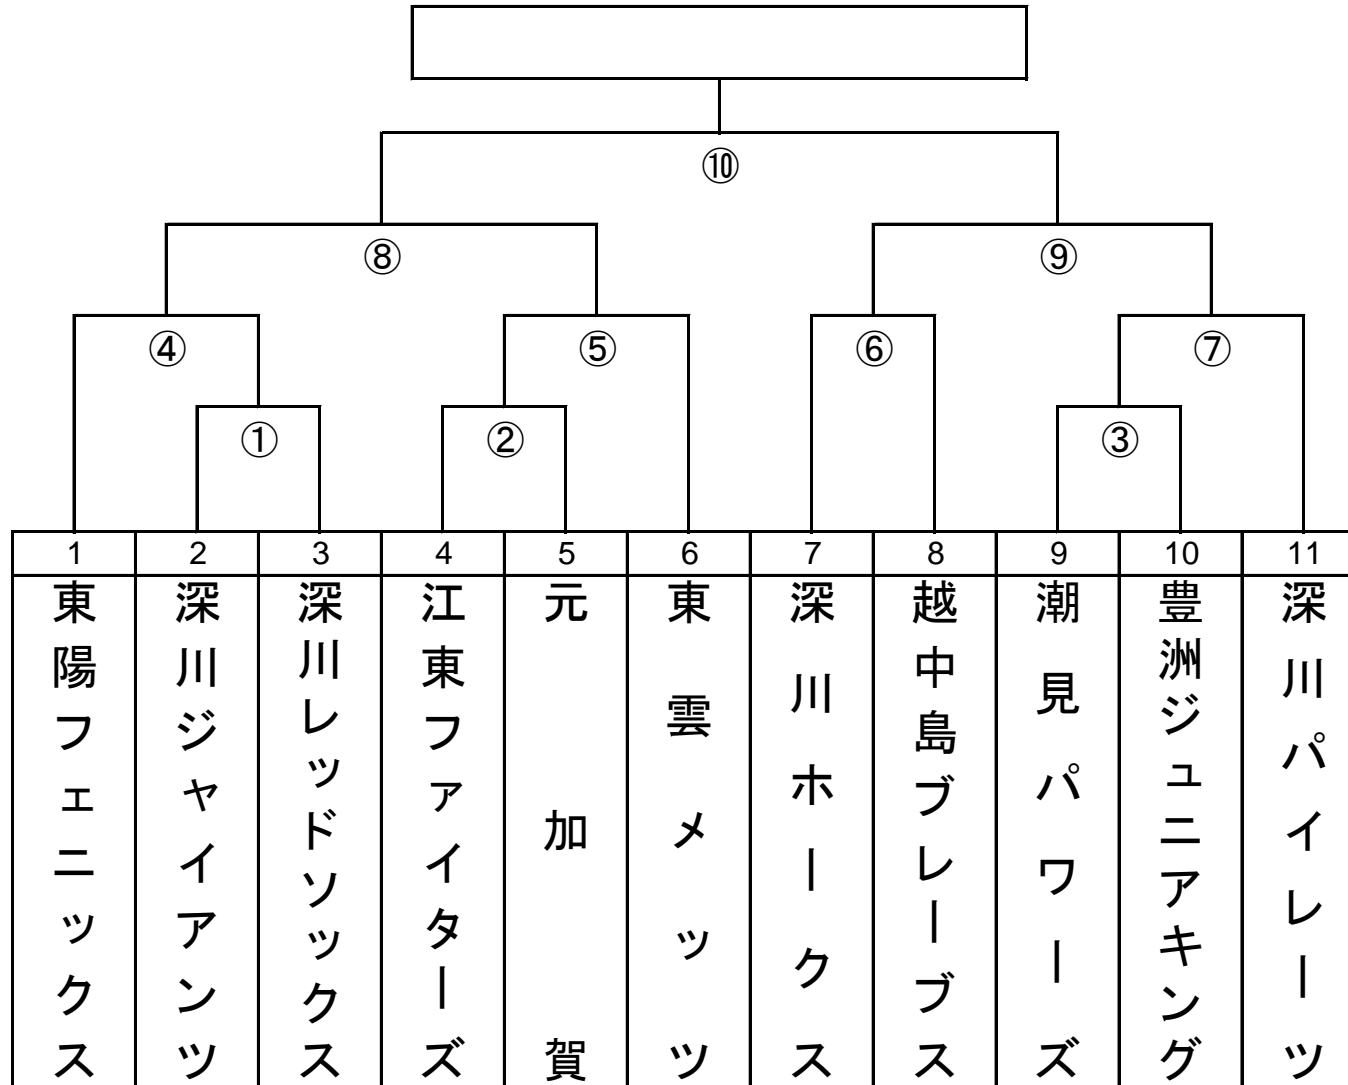 ⑩
⑧ ⑨
④ ⑤ ⑥ ⑦
① ② ③
1 2 3 4 5 6 7 8 9 10 11
東陽フェニックス
深川ジャイアンツ
深川レッドソックス
江東ファイターズ
元加賀
東雲メッツ
深川ホークス
越中島ブレーブス
潮見パワーズ
豊洲ジュニアキング
深川パイレーツ